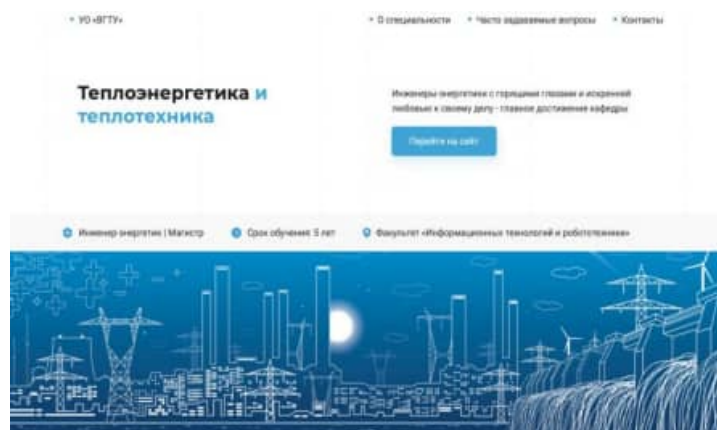 УО «ВГТУ»
О специальности
Часто задаваемые вопросы
Контакты
Теплоэнергетика и
теплотехника
Инженеры-энергетики с горящими глазами и искренней
любовью к своему делу - главное достижение кафедры
Перейти на сайт
Инженер-энергетик | Магистр
Срок обучения: 5 лет
Факультет «Информационных технологий и робототехники»